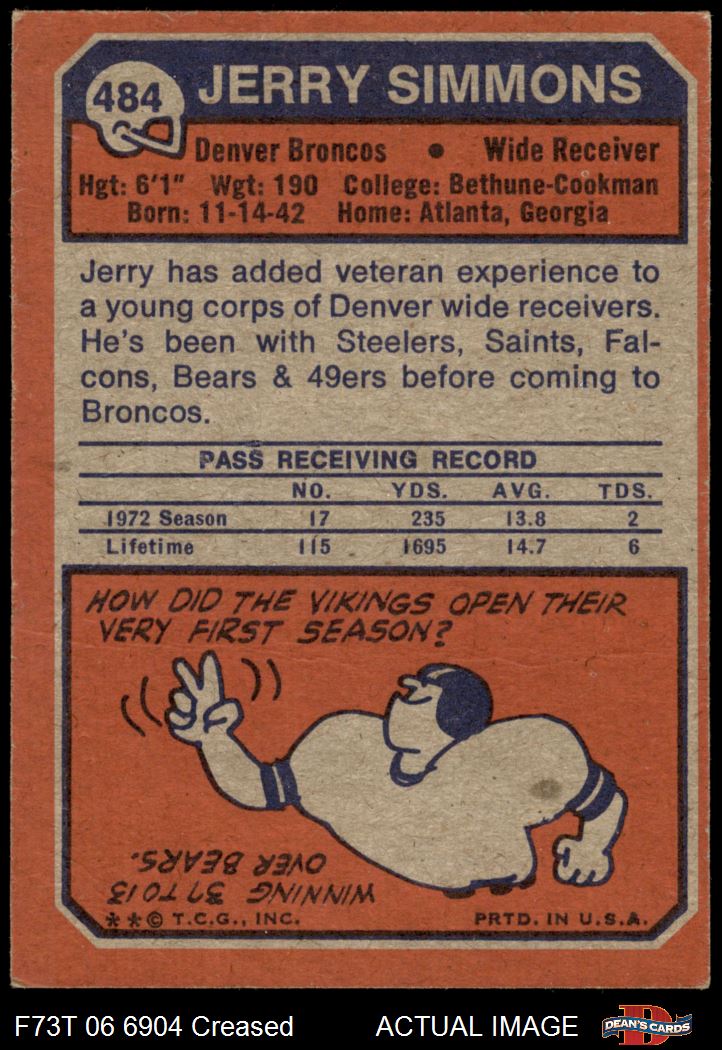 484 JERRY SIMMONS
Denver Broncos • Wide Receiver
Hgt: 6'1" Wgt: 190 College: Bethune-Cookman
Born: 11-14-42 Home: Atlanta, Georgia
Jerry has added veteran experience to
a young corps of Denver wide receivers.
He's been with Steelers, Saints, Fal-
cons, Bears & 49ers before coming to
Broncos.
PASS RECEIVING RECORD
NO. YDS. AVG. TDS.
1972 Season 17 235 13.8 2
Lifetime 115 1695 14.7 6
HOW DID THE VIKINGS OPEN THEIR
VERY FIRST SEASON?
WINNING 37 TO 13
OVER BEARS.
* * © T.C.G., INC. PRTD. IN U.S.A.
F73T 06 6904 Creased ACTUAL IMAGE D DEAN'S CARDS